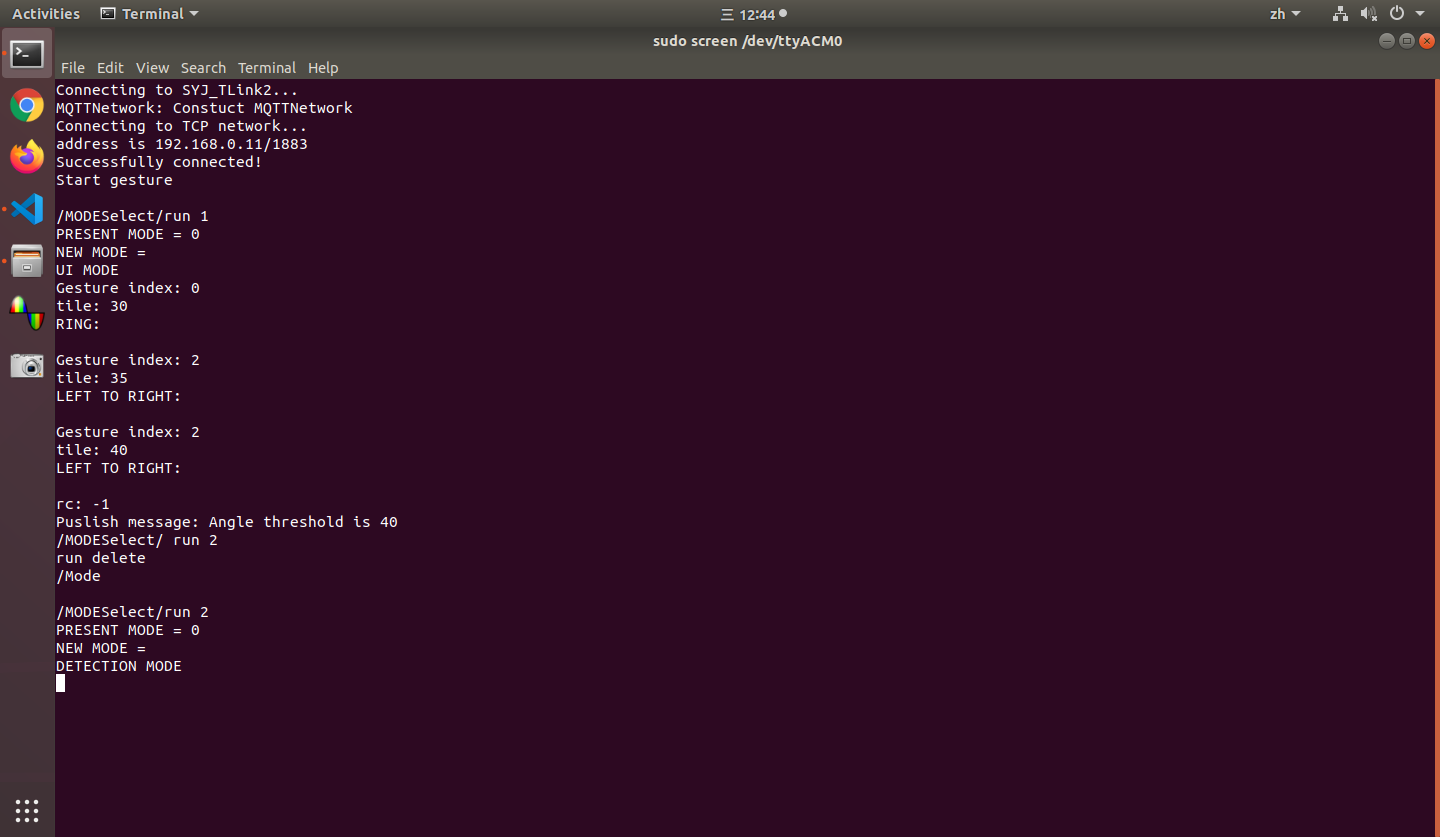 Activities Terminal 三 12:44 zh
sudo screen /dev/ttyACM0
File Edit View Search Terminal Help
Connecting to SYJ_TLink2...
MQTTNetwork: Constuct MQTTNetwork
Connecting to TCP network...
address is 192.168.0.11/1883
Successfully connected!
Start gesture
/MODESelect/run 1
PRESENT MODE = 0
NEW MODE =
UI MODE
Gesture index: 0
tile: 30
RING:
Gesture index: 2
tile: 35
LEFT TO RIGHT:
Gesture index: 2
tile: 40
LEFT TO RIGHT:
rc: -1
Puslish message: Angle threshold is 40
/MODESelect/ run 2
run delete
/Mode
/MODESelect/run 2
PRESENT MODE = 0
NEW MODE =
DETECTION MODE